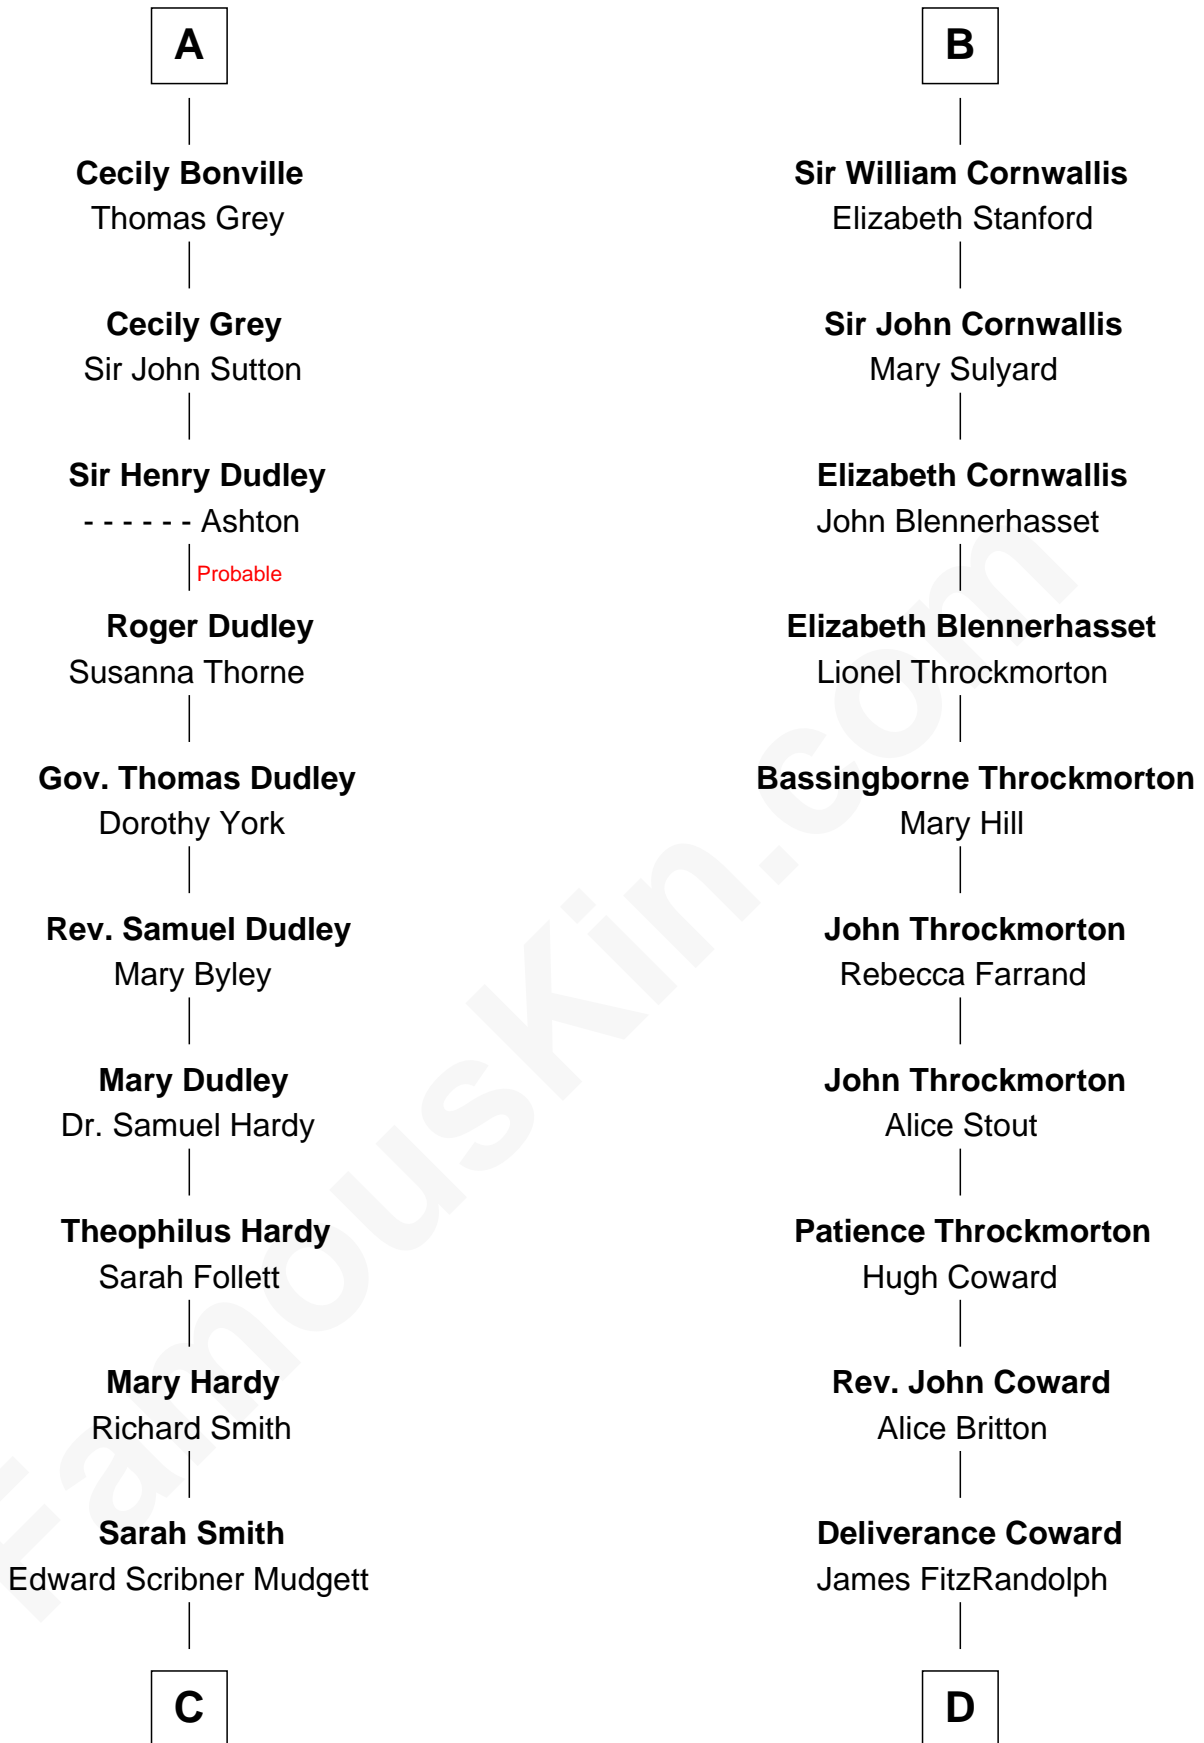 A
Cecily Bonville
Thomas Grey
Cecily Grey
Sir John Sutton
Sir Henry Dudley
- - - - - - Ashton
Probable
Roger Dudley
Susanna Thorne
Gov. Thomas Dudley
Dorothy York
Rev. Samuel Dudley
Mary Byley
Mary Dudley
Dr. Samuel Hardy
Theophilus Hardy
Sarah Follett
Mary Hardy
Richard Smith
Sarah Smith
Edward Scribner Mudgett
C
B
Sir William Cornwallis
Elizabeth Stanford
Sir John Cornwallis
Mary Sulyard
Elizabeth Cornwallis
John Blennerhasset
Elizabeth Blennerhasset
Lionel Throckmorton
Bassingborne Throckmorton
Mary Hill
John Throckmorton
Rebecca Farrand
John Throckmorton
Alice Stout
Patience Throckmorton
Hugh Coward
Rev. John Coward
Alice Britton
Deliverance Coward
James FitzRandolph
D
FamousKin.com